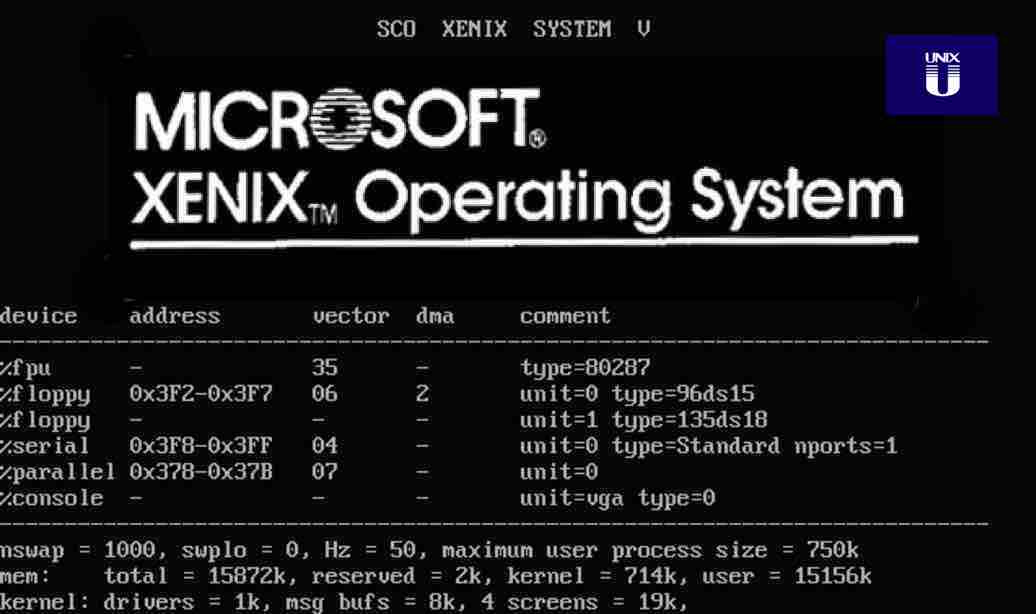 SCO XENIX SYSTEM V
UNIX
U
MICROSOFT®
XENIX™ Operating System
device address vector dma comment
--------------------------------------------------------------------------------
%fpu - 35 - type=80287
%floppy 0x3F2-0x3F7 06 2 unit=0 type=96ds15
%floppy - - - unit=1 type=135ds18
%serial 0x3F8-0x3FF 04 - unit=0 type=Standard nports=1
%parallel 0x378-0x37B 07 - unit=0
%console - - - unit=vga type=0
--------------------------------------------------------------------------------
nswap = 1000, swplo = 0, Hz = 50, maximum user process size = 750k
mem: total = 15872k, reserved = 2k, kernel = 714k, user = 15156k
kernel: drivers = 1k, msg bufs = 8k, 4 screens = 19k,